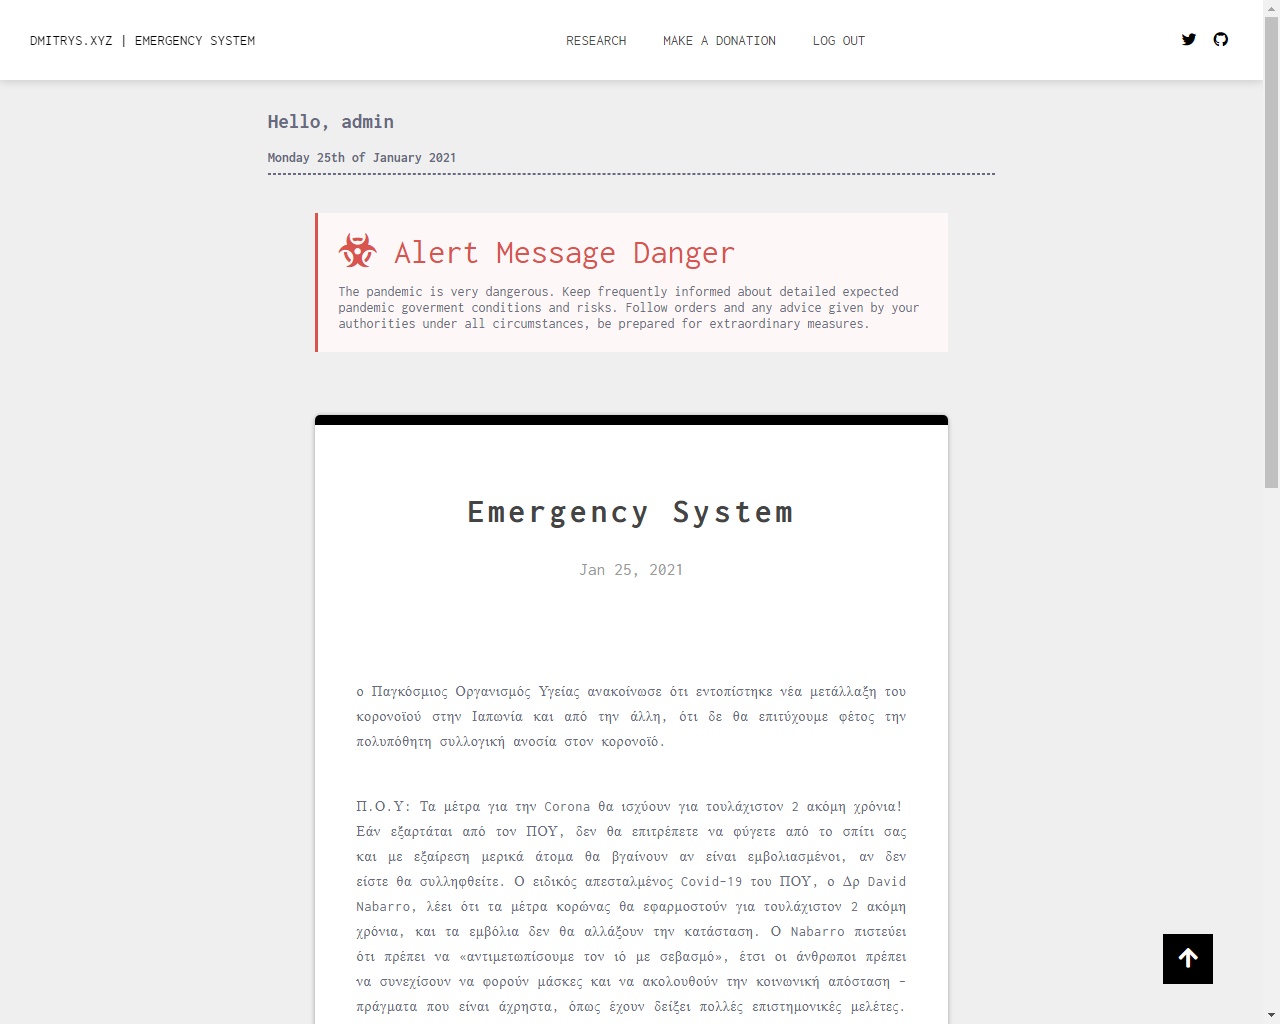 DMITRYS.XYZ | EMERGENCY SYSTEM
RESEARCH MAKE A DONATION LOG OUT
Hello, admin
Monday 25th of January 2021
Alert Message Danger
The pandemic is very dangerous. Keep frequently informed about detailed expected
pandemic goverment conditions and risks. Follow orders and any advice given by your
authorities under all circumstances, be prepared for extraordinary measures.
Emergency System
Jan 25, 2021
ο Παγκόσμιος Οργανισμός Υγείας ανακοίνωσε ότι εντοπίστηκε νέα μετάλλαξη του
κορονοϊού στην Ιαπωνία και από την άλλη, ότι δε θα επιτύχουμε φέτος την
πολυπόθητη συλλογική ανοσία στον κορονοϊό.
Π.Ο.Υ: Τα μέτρα για την Corona θα ισχύουν για τουλάχιστον 2 ακόμη χρόνια!
Εάν εξαρτάται από τον ΠΟΥ, δεν θα επιτρέπετε να φύγετε από το σπίτι σας
και με εξαίρεση μερικά άτομα θα βγαίνουν αν είναι εμβολιασμένοι, αν δεν
είστε θα συλληφθείτε. Ο ειδικός απεσταλμένος Covid-19 του ΠΟΥ, ο Δρ David
Nabarro, λέει ότι τα μέτρα κορώνας θα εφαρμοστούν για τουλάχιστον 2 ακόμη
χρόνια, και τα εμβόλια δεν θα αλλάξουν την κατάσταση. Ο Nabarro πιστεύει
ότι πρέπει να «αντιμετωπίσουμε τον ιό με σεβασμό», έτσι οι άνθρωποι πρέπει
να συνεχίσουν να φορούν μάσκες και να ακολουθούν την κοινωνική απόσταση –
πράγματα που είναι άχρηστα, όπως έχουν δείξει πολλές επιστημονικές μελέτες.